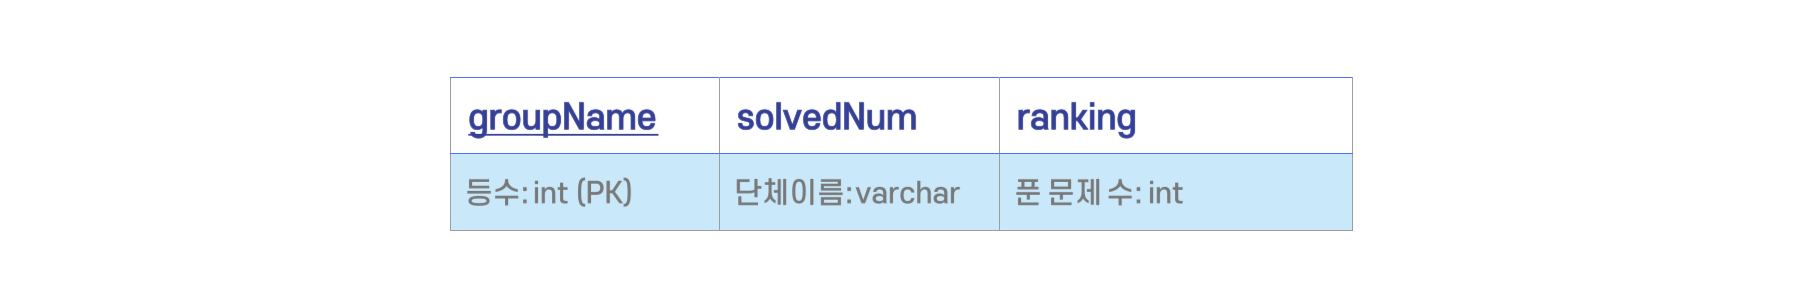 groupName solvedNum ranking
등수: int (PK) 단체이름: varchar 푼 문제 수: int